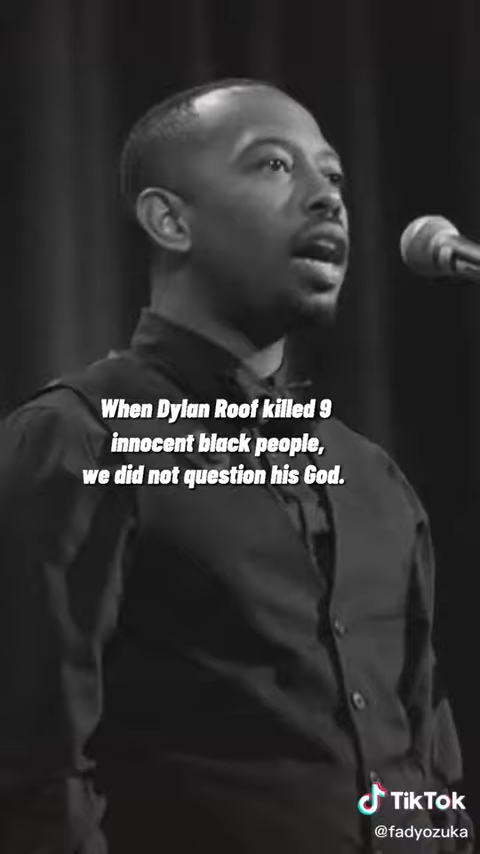 When Dylan Roof killed 9
innocent black people,
we did not question his God.
TikTok
@fadyozuka